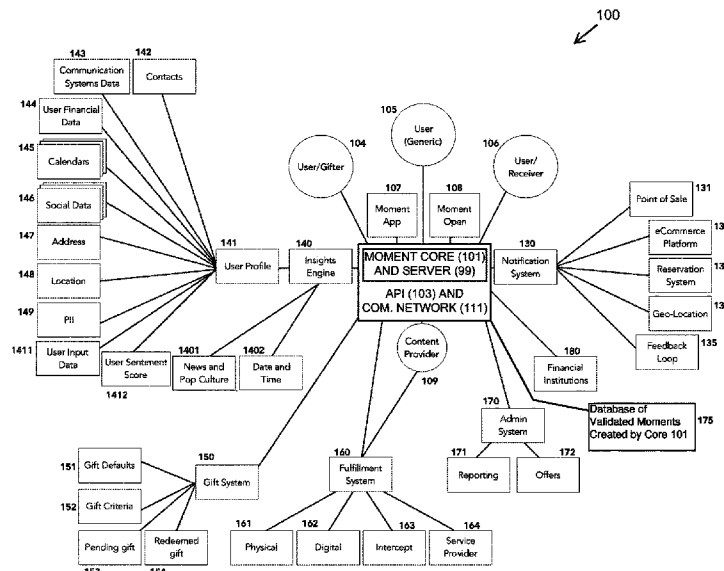 100
142
143
Communication
Systems Data
Contacts
144
User Financial
Data
145
Calendars
146
Social Data
147
Address
148
Location
149
PII
1411
User Input
Data
User Sentiment
Score
1412
141
User Profile
140
Insights
Engine
1401
News and
Pop Culture
1402
Date and
Time
104
User/Gifter
105
User
(Generic)
106
User/
Receiver
107
Moment
App
108
Moment
Open
MOMENT CORE (101)
AND SERVER (99)
API (103) AND
COM. NETWORK (111)
130
Notification
System
131
Point of Sale
eCommerce
Platform
Reservation
System
Geo-Location
135
Feedback
Loop
Content
Provider
109
180
Financial
Institutions
170
Admin
System
171
Reporting
172
Offers
Database of
Validated Moments
Created by Core 101
175
150
Gift System
151
Gift Defaults
152
Gift Criteria
Pending gift
Redeemed
gift
160
Fulfillment
System
161
Physical
162
Digital
163
Intercept
164
Service
Provider